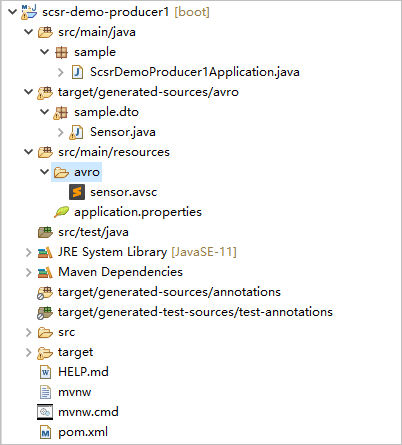 scsr-demo-producer1 [boot]
src/main/java
sample
ScsrDemoProducer1Application.java
target/generated-sources/avro
sample.dto
Sensor.java
src/main/resources
avro
sensor.avsc
application.properties
src/test/java
JRE System Library [JavaSE-11]
Maven Dependencies
target/generated-sources/annotations
target/generated-test-sources/test-annotations
src
target
HELP.md
mvnw
mvnw.cmd
pom.xml